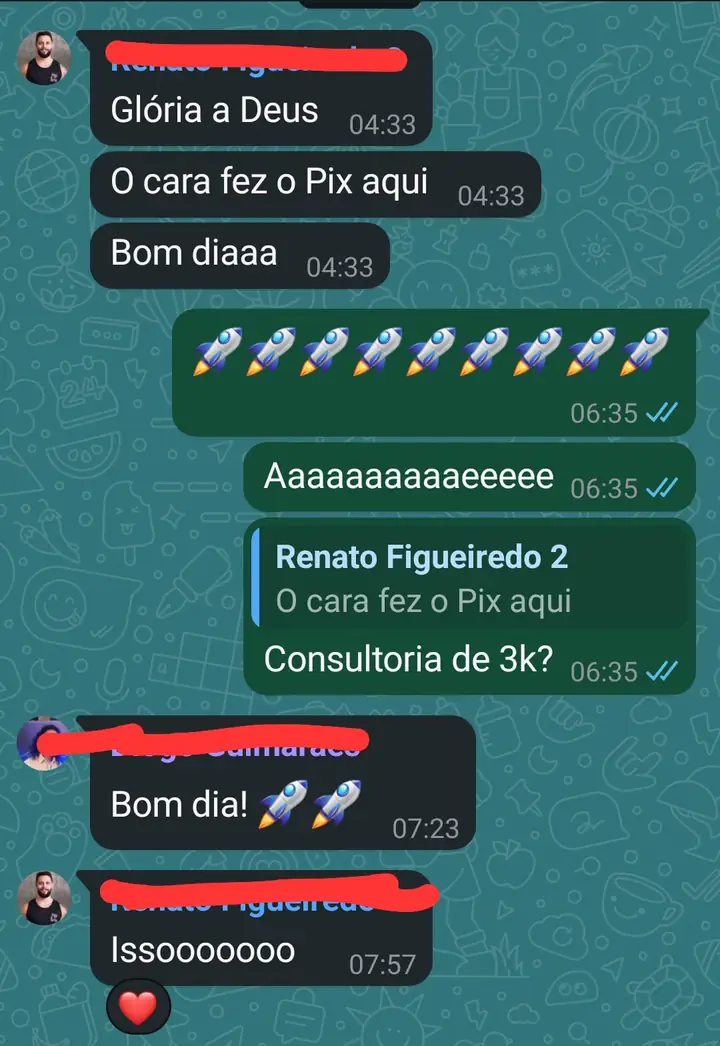 Glória a Deus 04:33
O cara fez o Pix aqui 04:33
Bom diaaa 04:33
🚀🚀🚀🚀🚀🚀🚀🚀🚀
06:35
Aaaaaaaaaaeeeee 06:35
Renato Figueiredo 2
O cara fez o Pix aqui
Consultoria de 3k? 06:35
Bom dia! 🚀🚀 07:23
Issooooooo 07:57
❤️